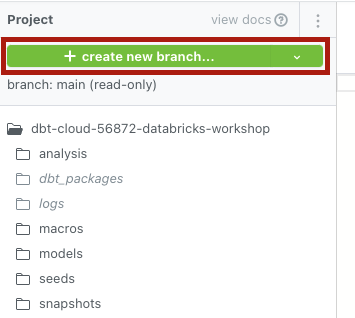 Project view docs
+ create new branch...
branch: main (read-only)
dbt-cloud-56872-databricks-workshop
analysis
dbt_packages
logs
macros
models
seeds
snapshots